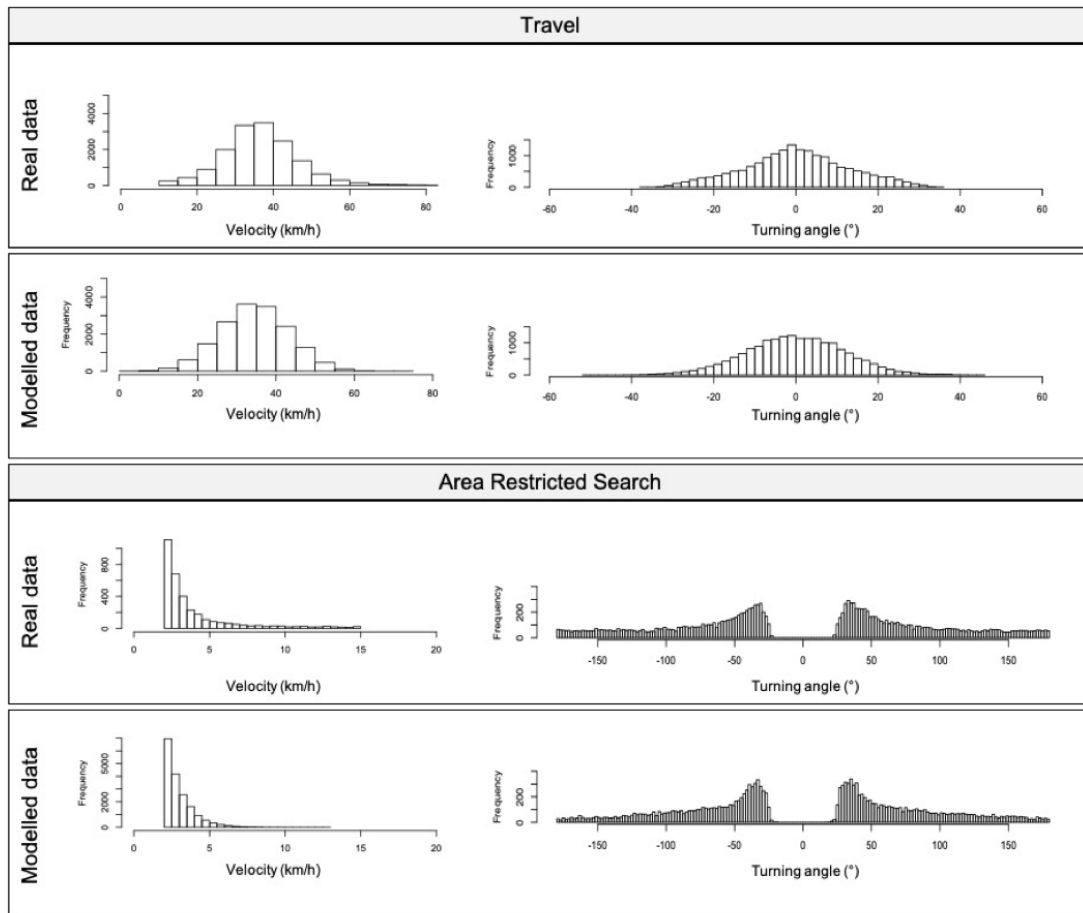 Travel
Real data
4000
2000
0
0 20 40 60 80
Velocity (km/h)
Frequency
1000
0
-60 -40 -20 0 20 40 60
Turning angle (°)
Modelled data
Frequency
4000
2000
0
0 20 40 60 80
Velocity (km/h)
Frequency
1000
0
-60 -40 -20 0 20 40 60
Turning angle (°)
Area Restricted Search
Real data
Frequency
800
400
0
0 5 10 15 20
Velocity (km/h)
Frequency
200
0
-150 -100 -50 0 50 100 150
Turning angle (°)
Modelled data
Frequency
5000
2000
0
0 5 10 15 20
Velocity (km/h)
Frequency
200
0
-150 -100 -50 0 50 100 150
Turning angle (°)